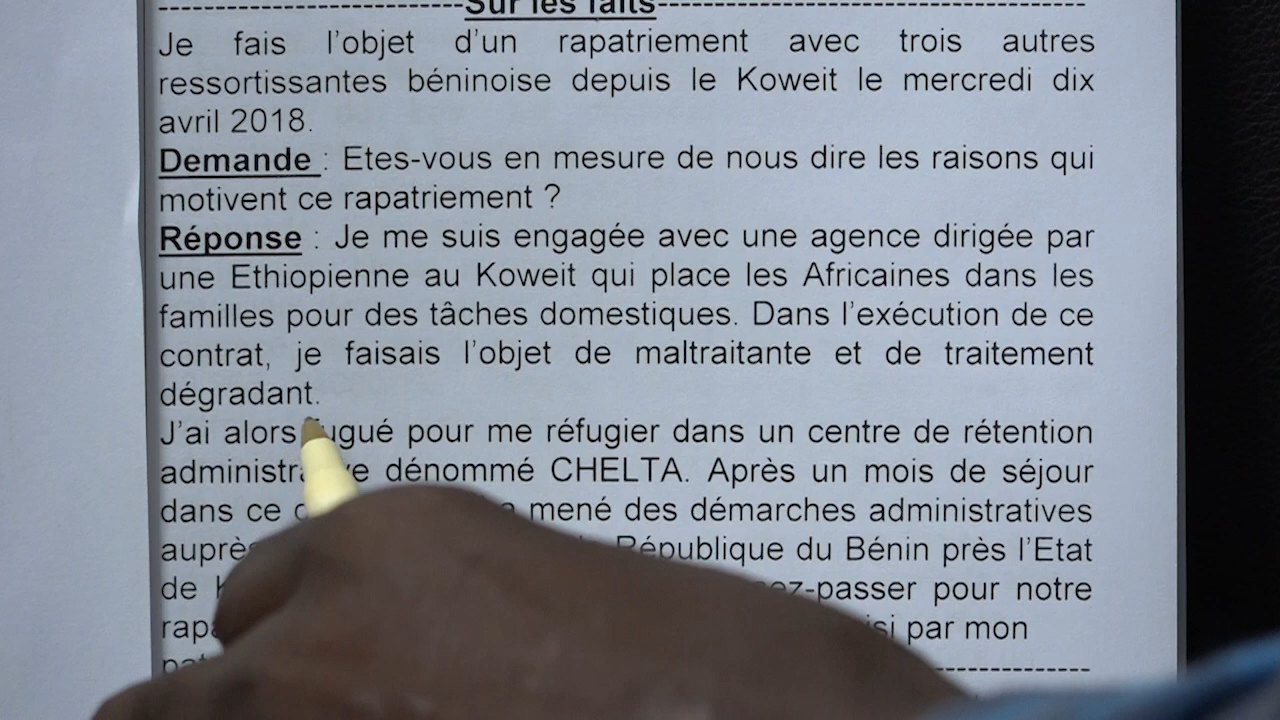 -----------------------Sur les faits---------------------------------
Je fais l'objet d'un rapatriement avec trois autres
ressortissantes béninoise depuis le Koweit le mercredi dix
avril 2018.
Demande : Etes-vous en mesure de nous dire les raisons qui
motivent ce rapatriement ?
Réponse : Je me suis engagée avec une agence dirigée par
une Ethiopienne au Koweit qui place les Africaines dans les
familles pour des tâches domestiques. Dans l'exécution de ce
contrat, je faisais l'objet de maltraitante et de traitement
dégradant.
J'ai alors fugué pour me réfugier dans un centre de rétention
administrative dénommé CHELTA. Après un mois de séjour
dans ce mené des démarches administratives
République du Bénin près l'Etat
de passer pour notre
par mon